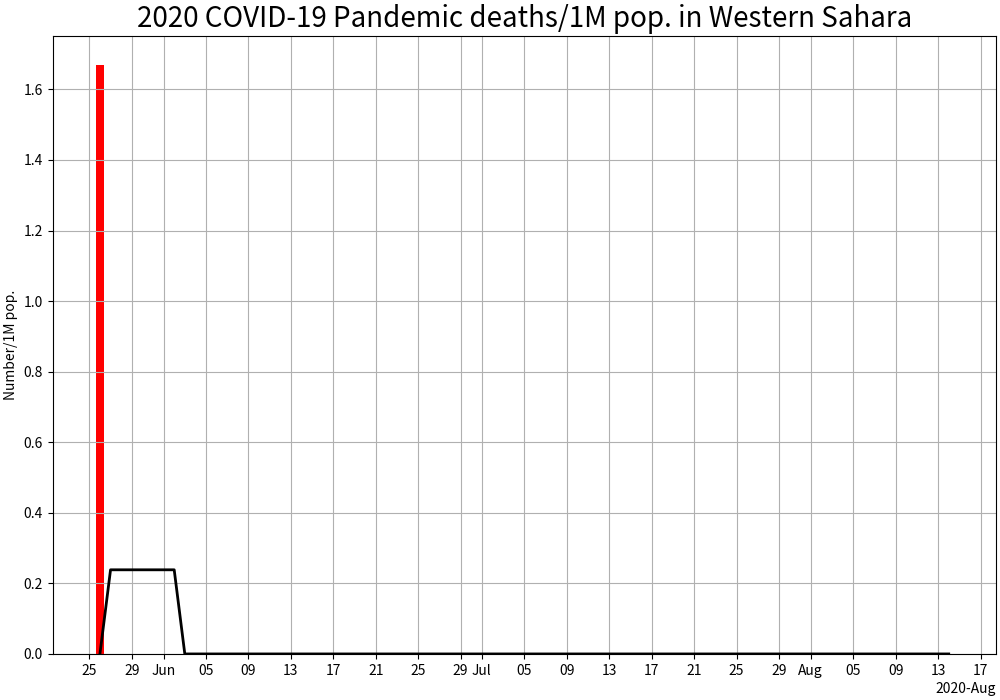 2020 COVID-19 Pandemic deaths/1M pop. in Western Sahara
Number/1M pop.
1.6
1.4
1.2
1.0
0.8
0.6
0.4
0.2
0.0
25 29 Jun 05 09 13 17 21 25 29 Jul 05 09 13 17 21 25 29 Aug 05 09 13 17
2020-Aug